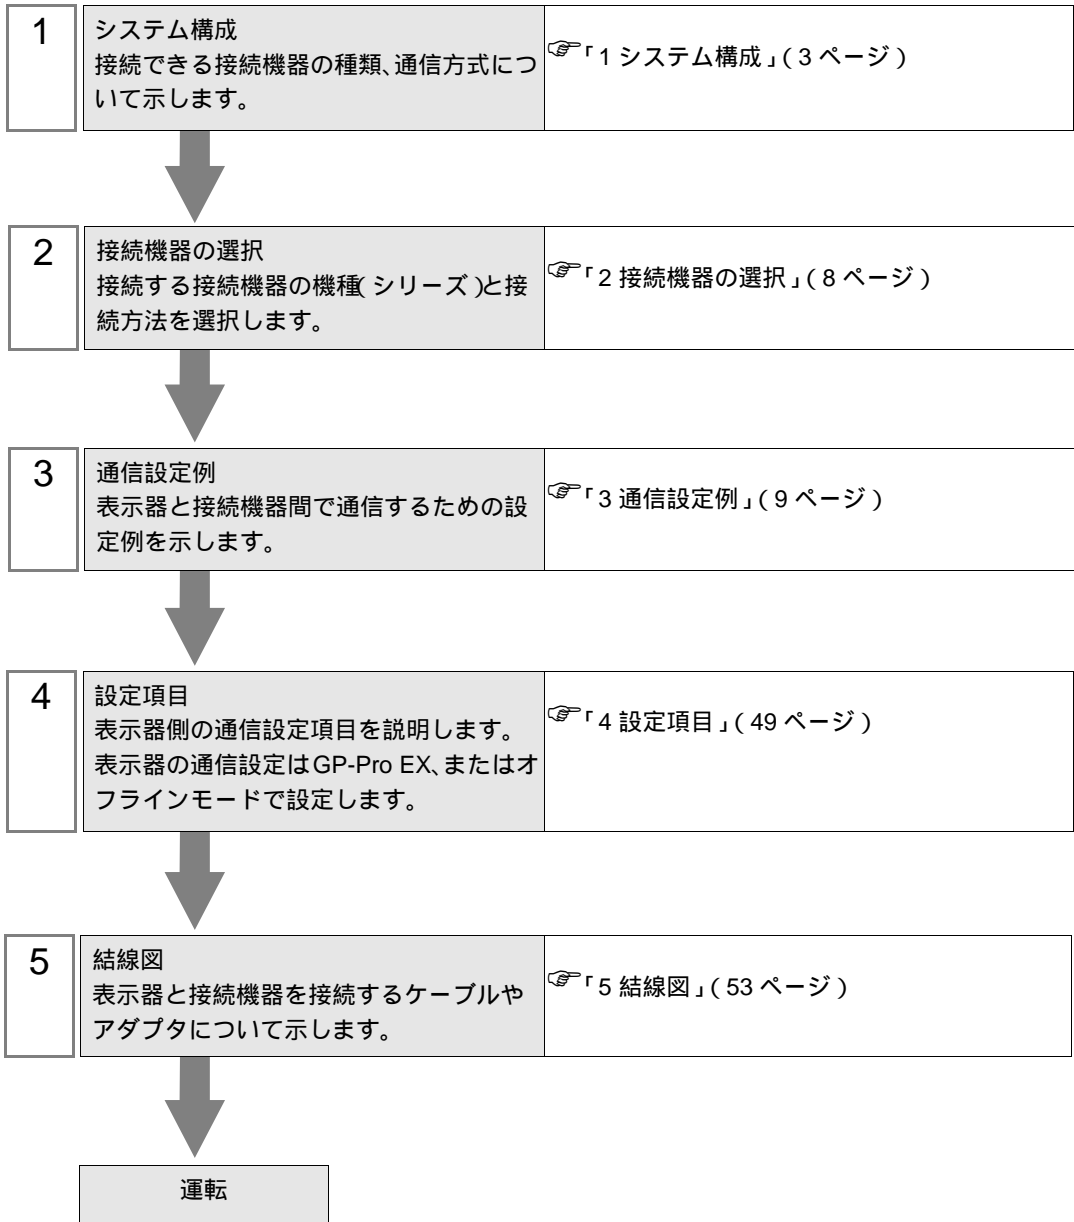 1
システム構成
接続できる接続機器の種類、通信方式につ
いて示します。
☞「1 システム構成」(3 ページ)
2
接続機器の選択
接続する接続機器の機種(シリーズ)と接
続方法を選択します。
☞「2 接続機器の選択」(8 ページ)
3
通信設定例
表示器と接続機器間で通信するための設
定例を示します。
☞「3 通信設定例」(9 ページ)
4
設定項目
表示器側の通信設定項目を説明します。
表示器の通信設定はGP-Pro EX、またはオ
フラインモードで設定します。
☞「4 設定項目」(49 ページ)
5
結線図
表示器と接続機器を接続するケーブルや
アダプタについて示します。
☞「5 結線図」(53 ページ)
運転